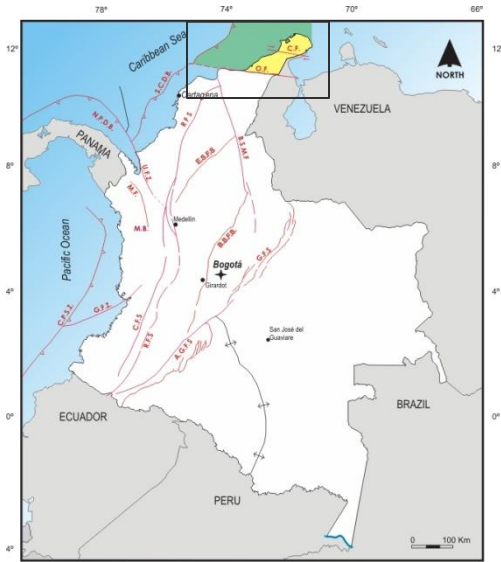 78°
74°
70°
12°
12°
Caribbean Sea
C.F.
O.F.
NORTH
S.C.D.B.
Cartagena
VENEZUELA
N.P.D.B.
PANAMA
R.F.S
B.S.M.F
8°
8°
U.F.Z.
E.B.F.B.
M.F.
M.B.
Medellín
Pacific Ocean
B.B.F.B.
Bogotá
G.F.S
Girardot
4°
4°
C.P.S.Z.
G.F.Z.
C.F.S
R.F.S
A.G.F.S
San José del
Guaviare
0°
0°
ECUADOR
BRAZIL
PERU
0 100 Km
4°
4°